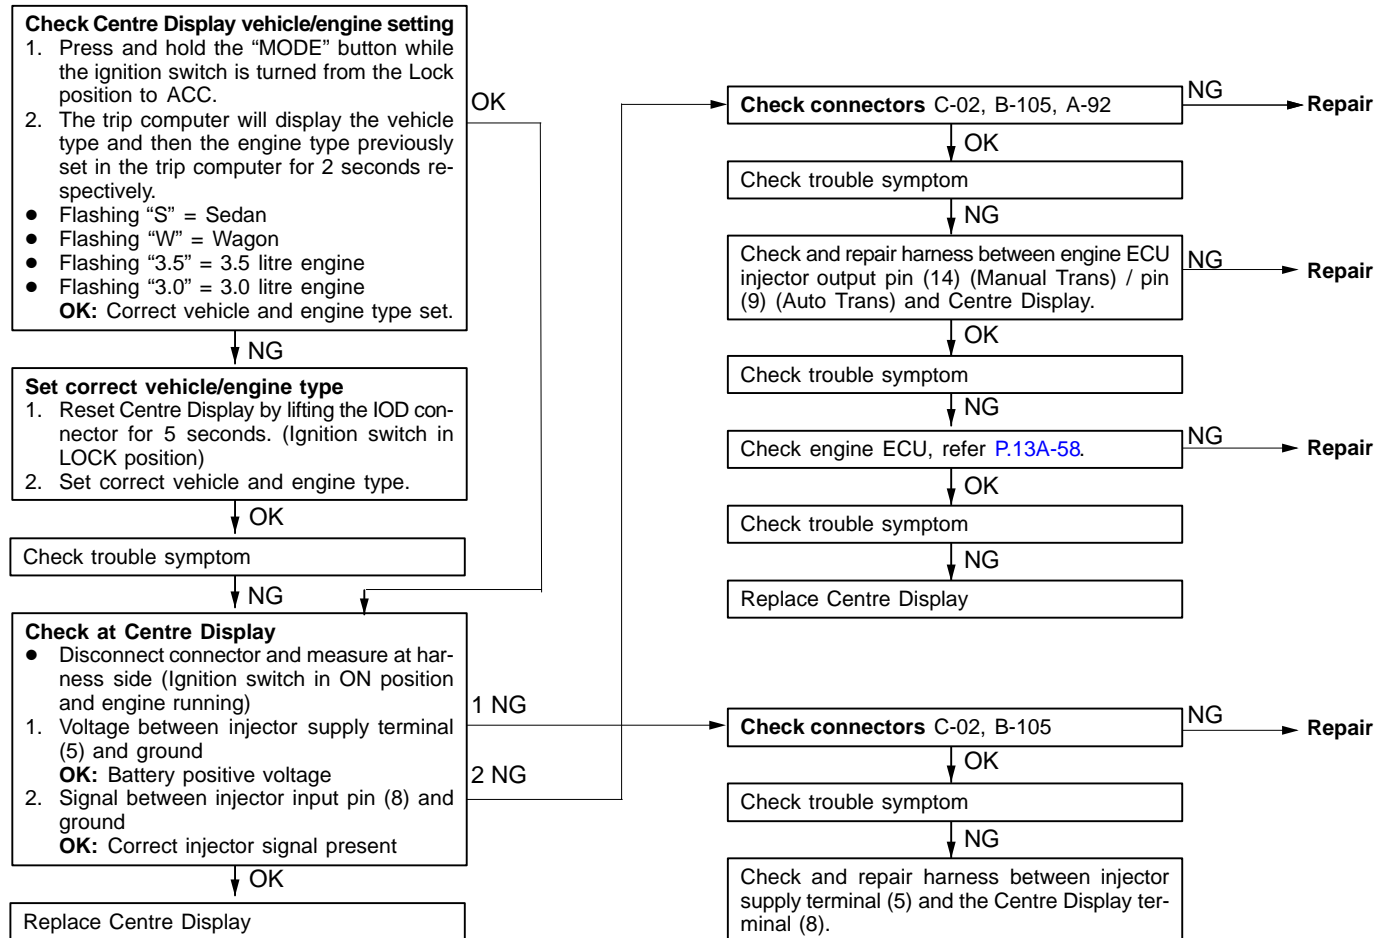 Check Centre Display vehicle/engine setting
1. Press and hold the “MODE” button while
the ignition switch is turned from the Lock
position to ACC.
2. The trip computer will display the vehicle
type and then the engine type previously
set in the trip computer for 2 seconds re-
spectively.
● Flashing “S” = Sedan
● Flashing “W” = Wagon
● Flashing “3.5” = 3.5 litre engine
● Flashing “3.0” = 3.0 litre engine
OK: Correct vehicle and engine type set.
OK
NG
Set correct vehicle/engine type
1. Reset Centre Display by lifting the IOD con-
nector for 5 seconds. (Ignition switch in
LOCK position)
2. Set correct vehicle and engine type.
OK
Check trouble symptom
NG
Check at Centre Display
● Disconnect connector and measure at har-
ness side (Ignition switch in ON position
and engine running)
1. Voltage between injector supply terminal
(5) and ground
OK: Battery positive voltage
2. Signal between injector input pin (8) and
ground
OK: Correct injector signal present
1 NG
2 NG
OK
Replace Centre Display
Check connectors C-02, B-105, A-92
NG
Repair
OK
Check trouble symptom
NG
Check and repair harness between engine ECU
injector output pin (14) (Manual Trans) / pin
(9) (Auto Trans) and Centre Display.
NG
Repair
OK
Check trouble symptom
NG
Check engine ECU, refer P.13A-58.
NG
Repair
OK
Check trouble symptom
NG
Replace Centre Display
Check connectors C-02, B-105
NG
Repair
OK
Check trouble symptom
NG
Check and repair harness between injector
supply terminal (5) and the Centre Display ter-
minal (8).